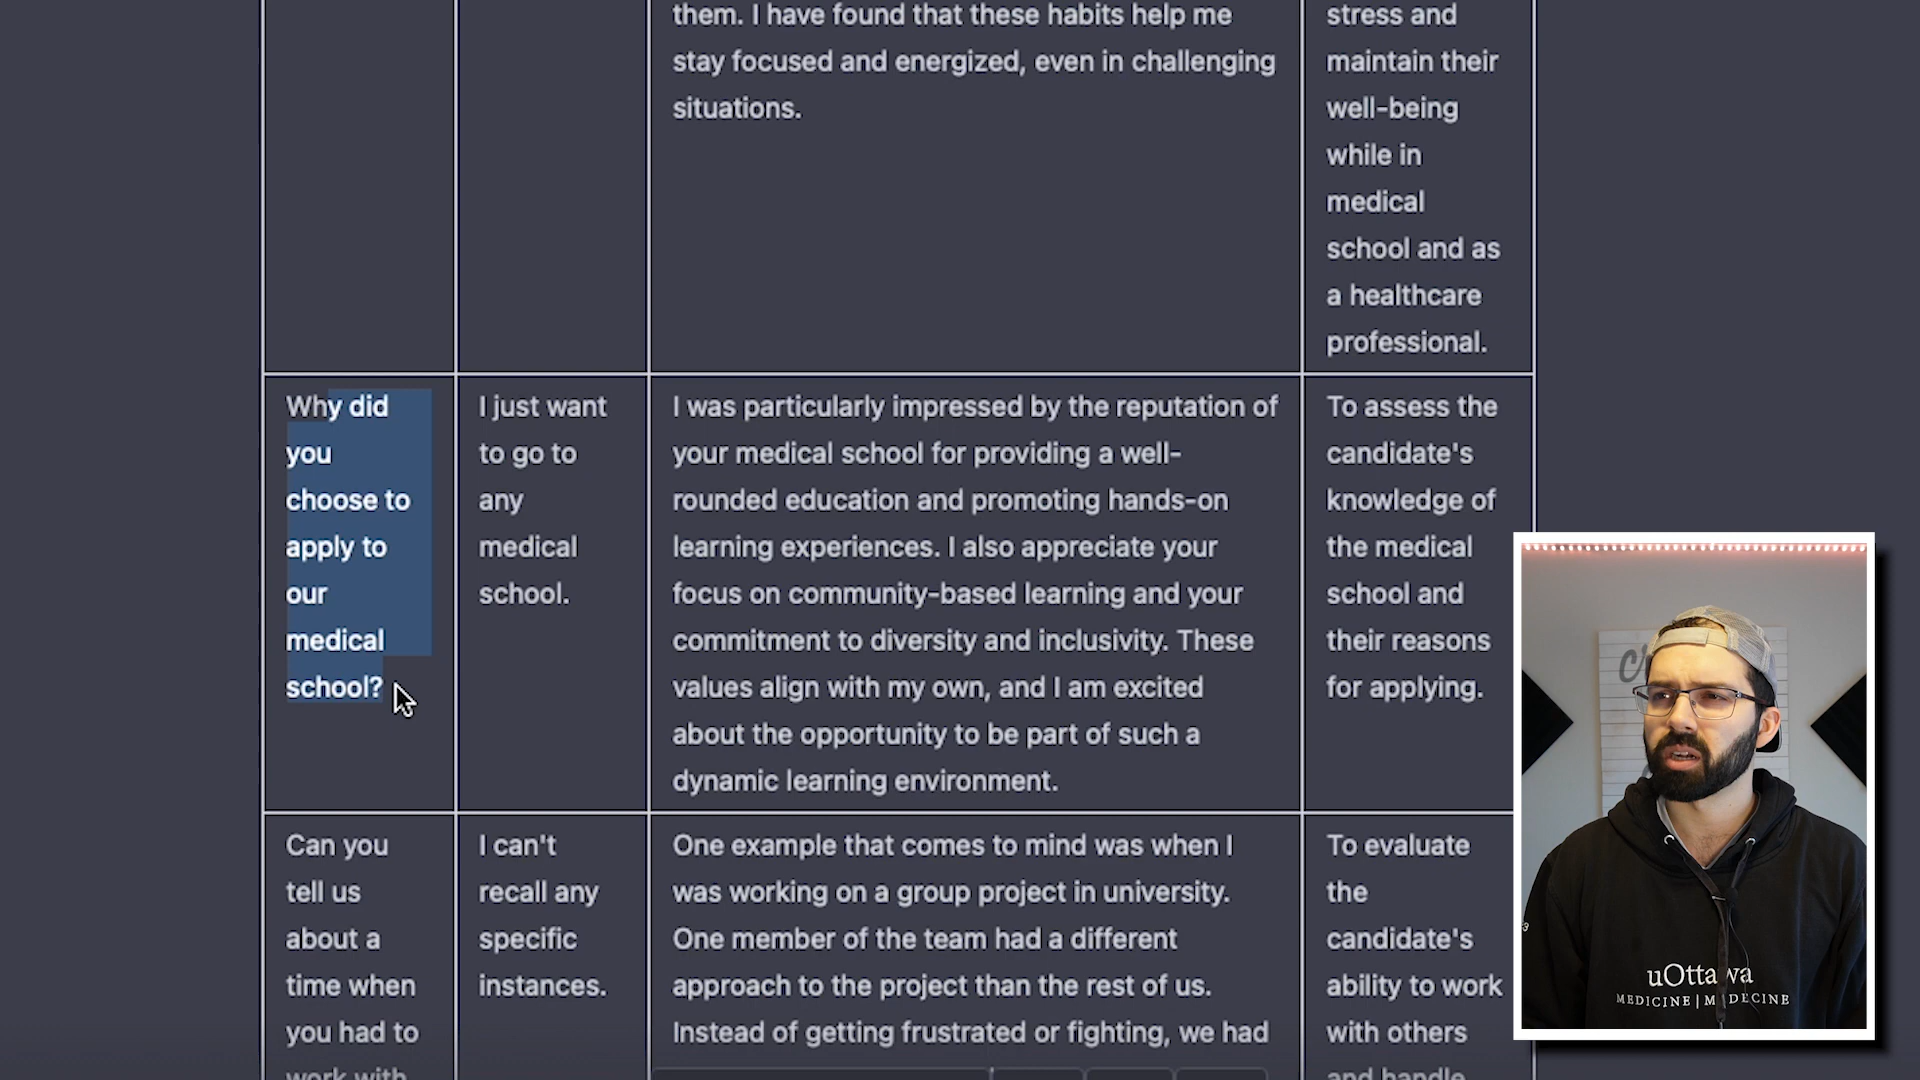 them. I have found that these habits help me
stay focused and energized, even in challenging
situations.
stress and
maintain their
well-being
while in
medical
school and as
a healthcare
professional.
Why did
you
choose to
apply to
our
medical
school?
I just want
to go to
any
medical
school.
I was particularly impressed by the reputation of
your medical school for providing a well-
rounded education and promoting hands-on
learning experiences. I also appreciate your
focus on community-based learning and your
commitment to diversity and inclusivity. These
values align with my own, and I am excited
about the opportunity to be part of such a
dynamic learning environment.
To assess the
candidate's
knowledge of
the medical
school and
their reasons
for applying.
Can you
tell us
about a
time when
you had to
work with
I can't
recall any
specific
instances.
One example that comes to mind was when I
was working on a group project in university.
One member of the team had a different
approach to the project than the rest of us.
Instead of getting frustrated or fighting, we had
To evaluate
the
candidate's
ability to work
with others
and handle
uOttawa
MEDICINE | MÉDECINE